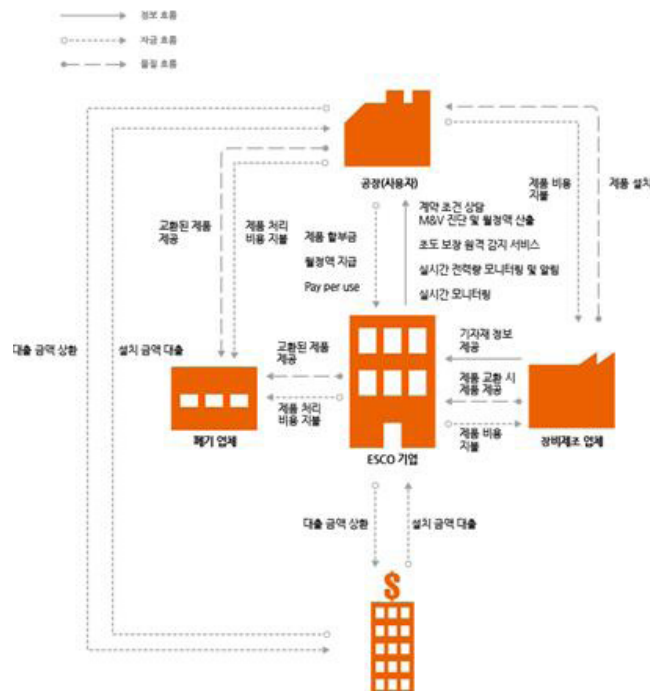 정보 흐름
자금 흐름
물질 흐름
공장(사용자)
제품 비용
지불
제품 설치
교환된 제품
제공
제품 처리
비용 지불
제품 할부금
월정액 지급
Pay per use
계약 조건 상담
M&V 진단 및 월정액 산출
조도 보장 원격 감지 서비스
실시간 전력량 모니터링 및 알림
실시간 모니터링
대출 금액 상환
설치 금액 대출
교환된 제품
제공
제품 처리
비용 지불
기자재 정보
제공
제품 교환 시
제품 제공
제품 비용
지불
폐기 업체
ESCO 기업
장비제조 업체
대출 금액 상환
설치 금액 대출
$